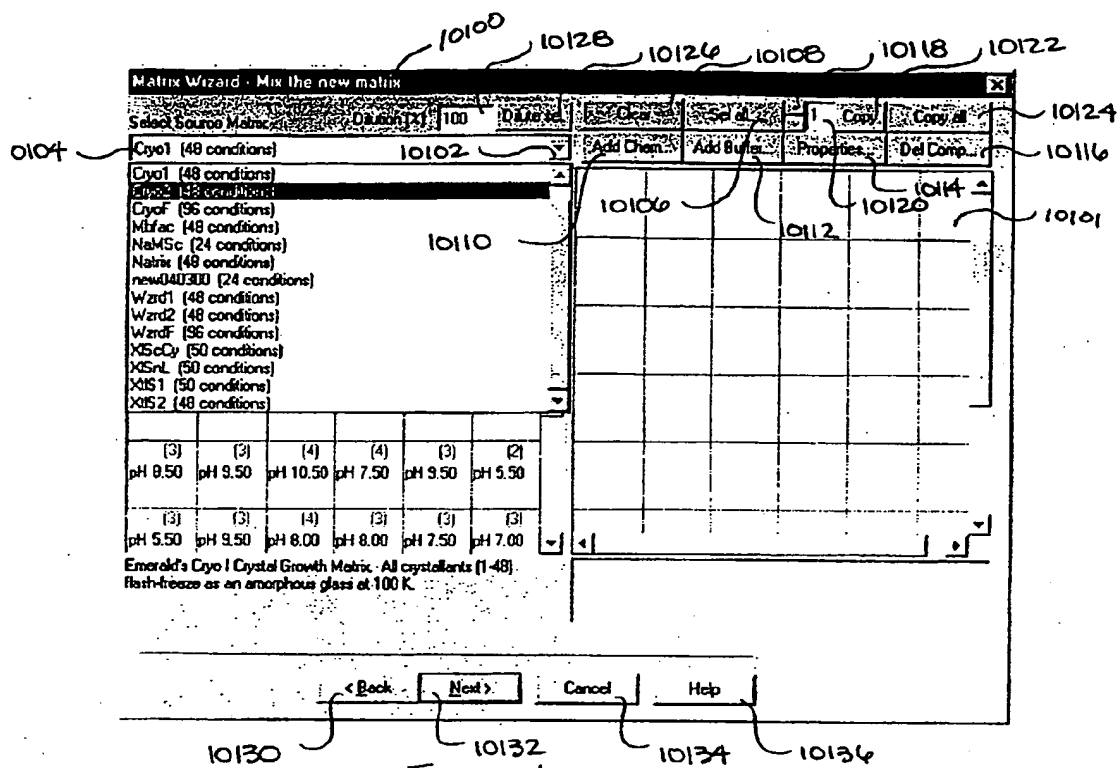 10100
10128
10126
10108
10118
10122
Matrix Wizard - Mix the new matrix
Select Source Matrix: Dilution [%] 100 Dilute to Clear Set all... 1 Copy Copy all
10124
0104
Cryo1 (48 conditions)
10102
Add Chem... Add Buffer... Properties... Del Comp...
10116
Cryo1 (48 conditions)
Cryo2 (48 conditions)
CryoF (96 conditions)
Mbfac (48 conditions)
NaMSc (24 conditions)
Natrix (48 conditions)
new040300 (24 conditions)
Wzrd1 (48 conditions)
Wzrd2 (48 conditions)
WzrdF (96 conditions)
XlScCy (50 conditions)
XlSnL (50 conditions)
XtlS1 (50 conditions)
XtlS2 (48 conditions)
10110
10106
10112
10120
10114
10101
(3) (3) (4) (4) (3) (2)
pH 8.50 pH 9.50 pH 10.50 pH 7.50 pH 9.50 pH 5.50
(3) (3) (4) (3) (3) (3)
pH 5.50 pH 9.50 pH 8.00 pH 8.00 pH 7.50 pH 7.00
Emerald's Cryo I Crystal Growth Matrix. All crystallants (1-48)
flash-freeze as an amorphous glass at 100 K.
< Back Next > Cancel Help
10130
10132
10134
10136